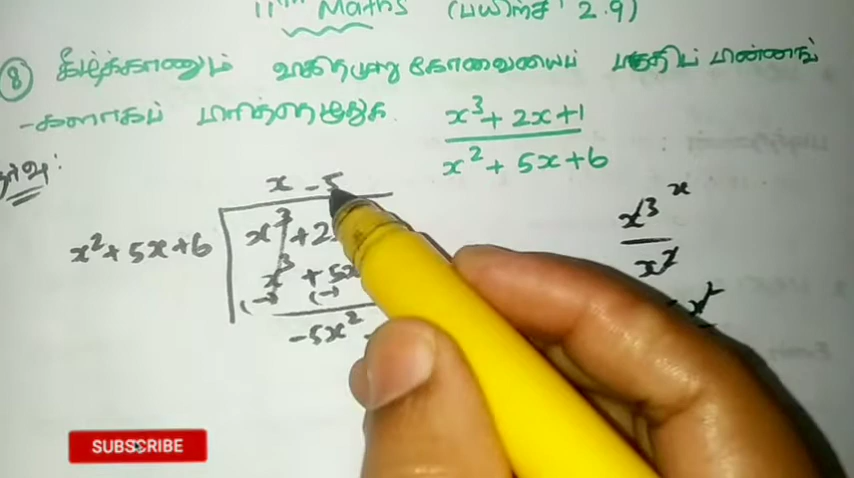 11th Maths (பயிற்சி 2.9)
8 கீழ்க்காணும் விகிதமுறு கோவையைப் பகுதிப் பின்னங்
-களாகப் பிரித்தெழுதுக. x³ + 2x + 1
x² + 5x + 6
தீர்வு:
x - 5
x² + 5x + 6
x³ + 2
x³ + 5x
(-) (-)
-5x² -
x³ x
x²
SUBSCRIBE